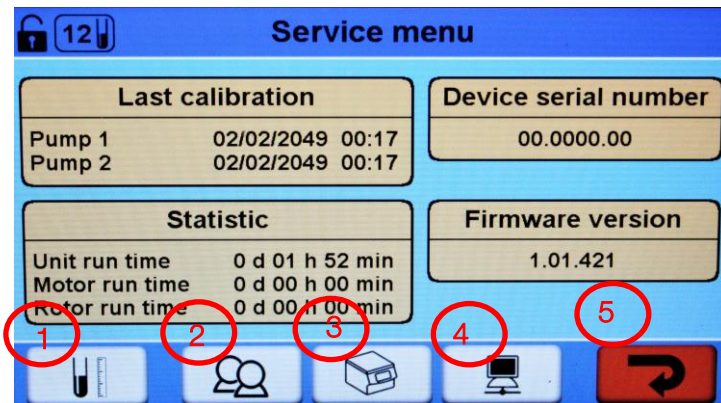 12
Service menu
Last calibration
Pump 1 02/02/2049 00:17
Pump 2 02/02/2049 00:17
Device serial number
00.0000.00
Statistic
Unit run time 0 d 01 h 52 min
Motor run time 0 d 00 h 00 min
Rotor run time 0 d 00 h 00 min
Firmware version
1.01.421
1
2
3
4
5